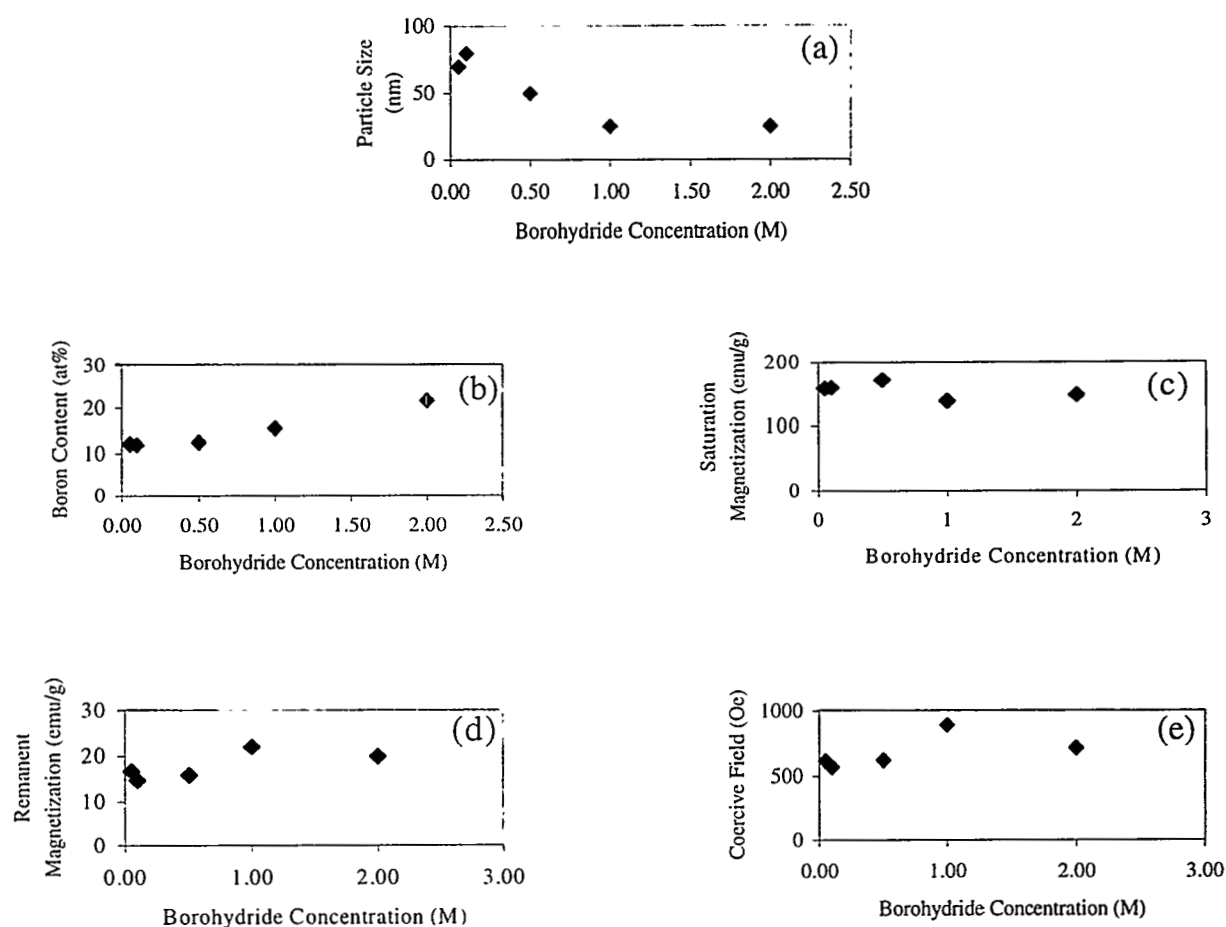 100
50
0
Particle Size
(nm)
(a)
0.00 0.50 1.00 1.50 2.00 2.50
Borohydride Concentration (M)
30
20
10
0
Boron Content (at%)
(b)
0.00 0.50 1.00 1.50 2.00 2.50
Borohydride Concentration (M)
200
100
0
Saturation
Magnetization (emu/g)
(c)
0 1 2 3
Borohydride Concentration (M)
30
20
10
0
Remanent
Magnetization (emu/g)
(d)
0.00 1.00 2.00 3.00
Borohydride Concentration (M)
1000
500
0
Coercive Field (Oe)
(e)
0.00 1.00 2.00 3.00
Borohydride Concentration (M)